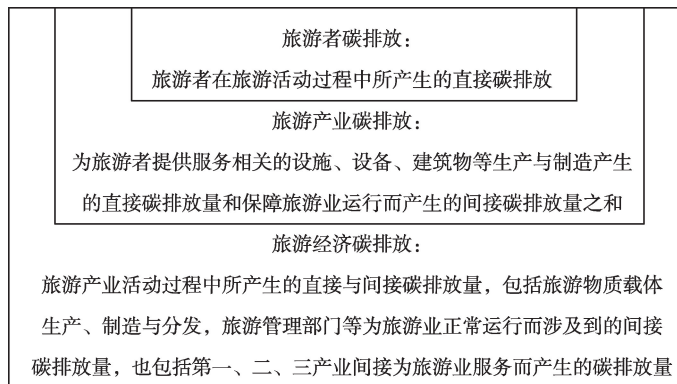 旅游者碳排放：
旅游者在旅游活动过程中所产生的直接碳排放
旅游产业碳排放：
为旅游者提供服务相关的设施、设备、建筑物等生产与制造产生
的直接碳排放量和保障旅游业运行而产生的间接碳排放量之和
旅游经济碳排放：
旅游产业活动过程中所产生的直接与间接碳排放量，包括旅游物质载体
生产、制造与分发，旅游管理部门等为旅游业正常运行而涉及到的间接
碳排放量，也包括第一、二、三产业间接为旅游业服务而产生的碳排放量